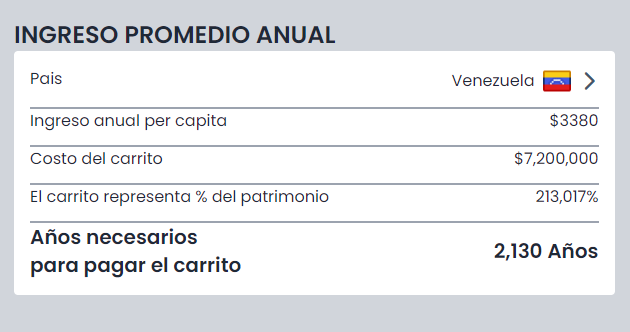 INGRESO PROMEDIO ANUAL
Pais Venezuela
Ingreso anual per capita $3380
Costo del carrito $7,200,000
El carrito representa % del patrimonio 213,017%
Años necesarios
para pagar el carrito 2,130 Años